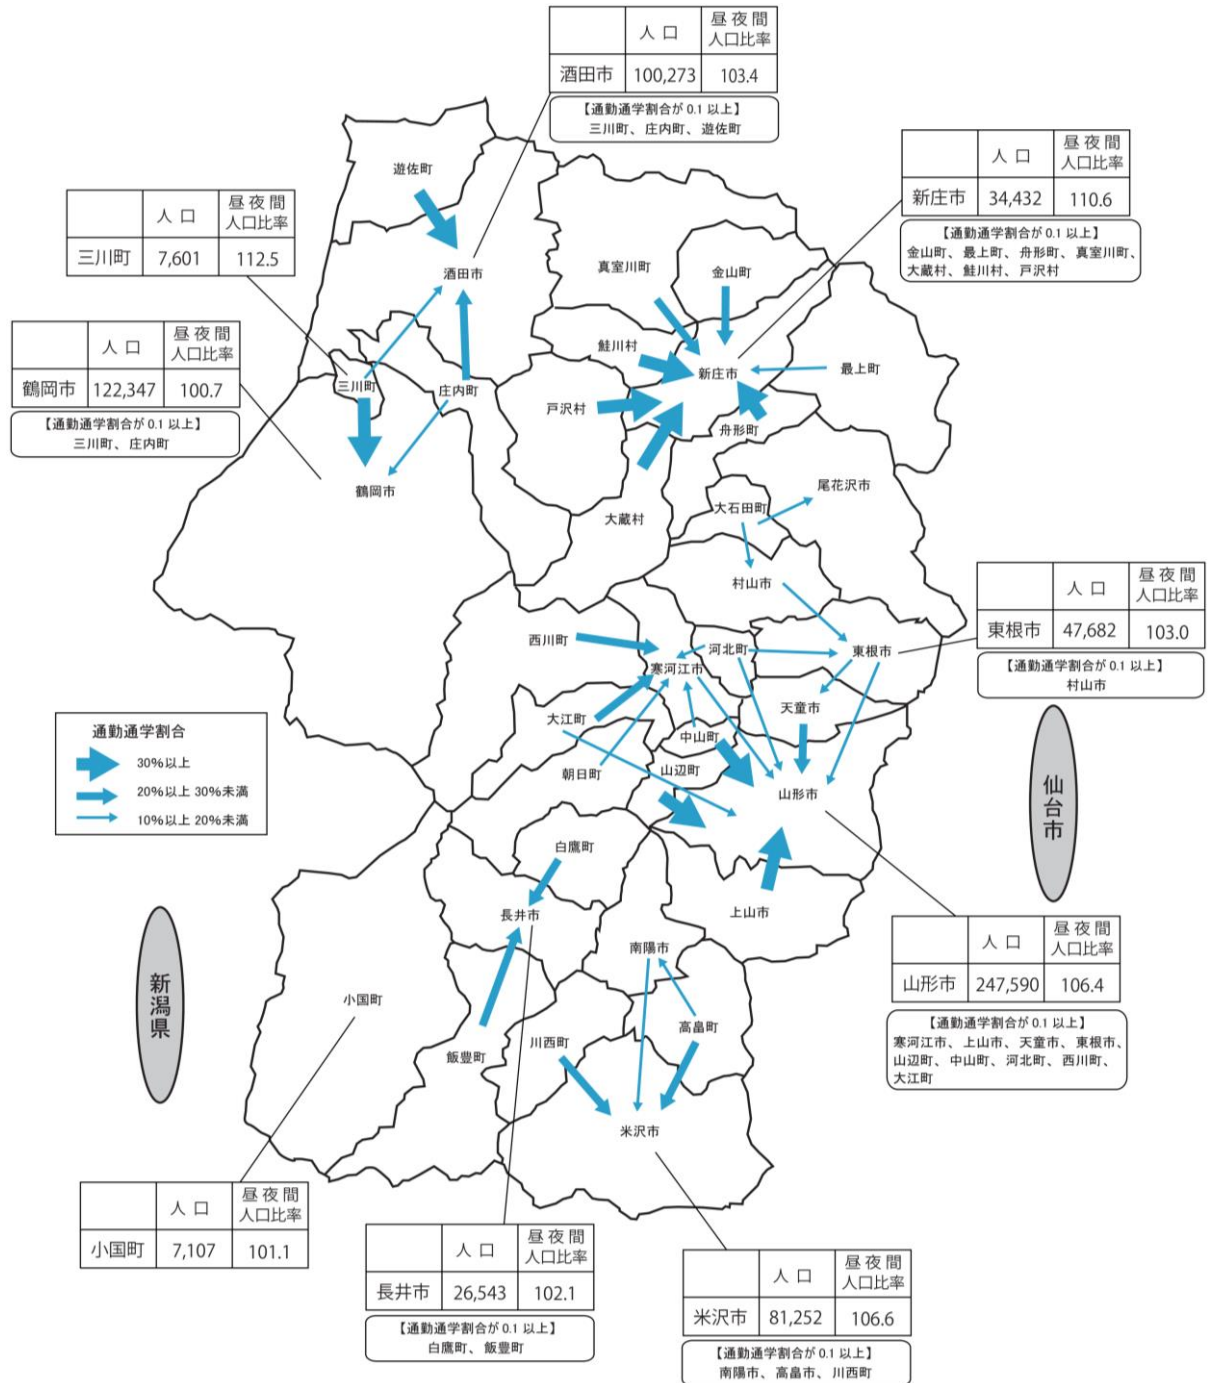 人 口
昼 夜 間
人口比率
酒田市
100,273
103.4
【通勤通学割合が 0.1 以上】
三川町、庄内町、遊佐町
人 口
昼 夜 間
人口比率
新庄市
34,432
110.6
【通勤通学割合が 0.1 以上】
金山町、最上町、舟形町、真室川町、
大蔵村、鮭川村、戸沢村
人 口
昼 夜 間
人口比率
三川町
7,601
112.5
人 口
昼 夜 間
人口比率
鶴岡市
122,347
100.7
【通勤通学割合が 0.1 以上】
三川町、庄内町
遊佐町
酒田市
真室川町
金山町
鮭川村
新庄市
最上町
三川町
庄内町
戸沢村
舟形町
鶴岡市
大蔵村
大石田町
尾花沢市
村山市
西川町
河北町
東根市
寒河江市
大江町
天童市
中山町
朝日町
山辺町
山形市
白鷹町
長井市
上山市
南陽市
小国町
高畠町
川西町
飯豊町
米沢市
人 口
昼 夜 間
人口比率
東根市
47,682
103.0
【通勤通学割合が 0.1 以上】
村山市
通勤通学割合
30%以上
20%以上 30%未満
10%以上 20%未満
仙台市
新潟県
人 口
昼 夜 間
人口比率
山形市
247,590
106.4
【通勤通学割合が 0.1 以上】
寒河江市、上山市、天童市、東根市、
山辺町、中山町、河北町、西川町、
大江町
人 口
昼 夜 間
人口比率
小国町
7,107
101.1
人 口
昼 夜 間
人口比率
長井市
26,543
102.1
【通勤通学割合が 0.1 以上】
白鷹町、飯豊町
人 口
昼 夜 間
人口比率
米沢市
81,252
106.6
【通勤通学割合が 0.1 以上】
南陽市、高畠市、川西町